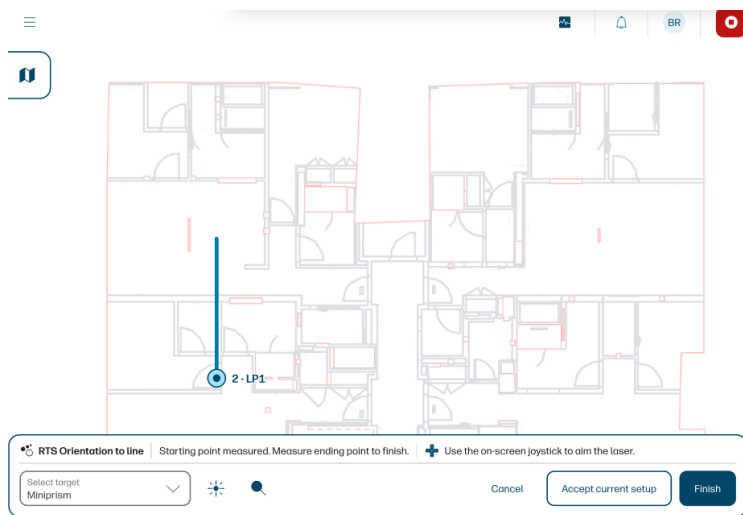 BR
2-LP1
RTS Orientation to line Starting point measured. Measure ending point to finish. Use the on-screen joystick to aim the laser.
Select target
Miniprism
Cancel
Accept current setup
Finish